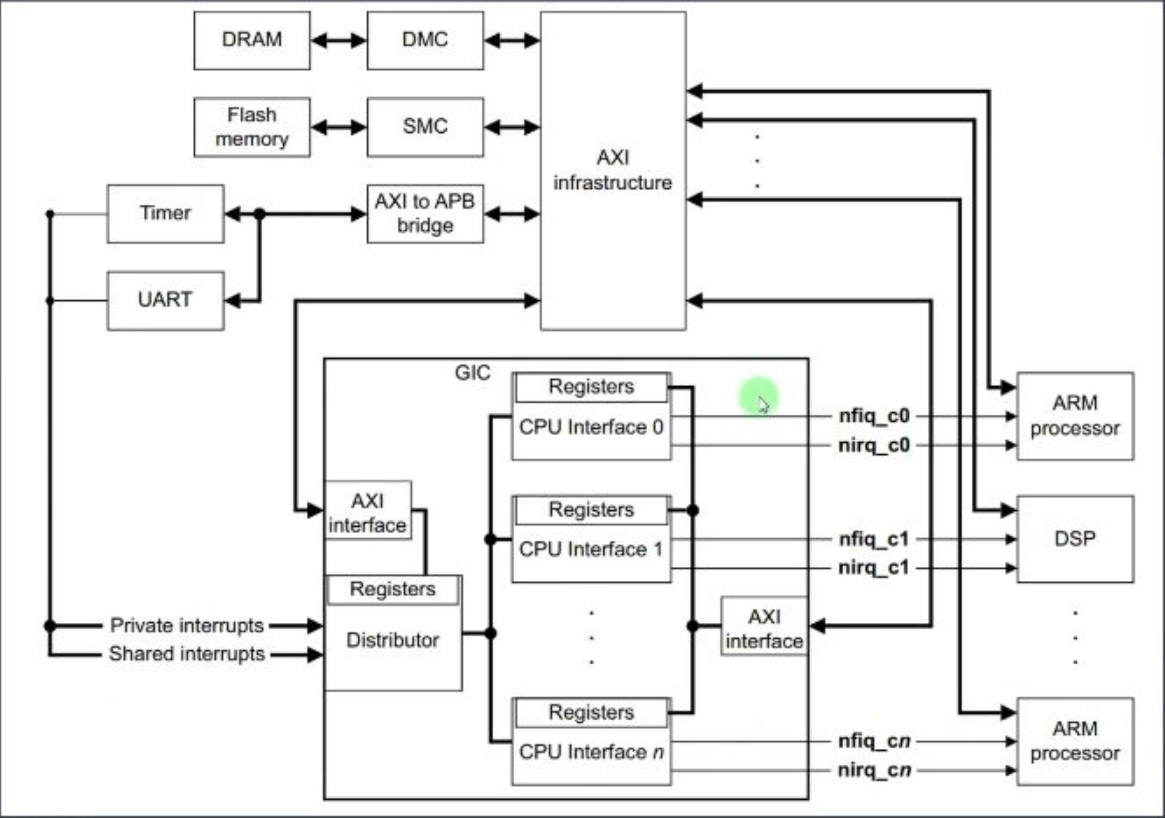 DRAM
DMC
Flash
memory
SMC
AXI
infrastructure
Timer
AXI to APB
bridge
UART
GIC
Registers
CPU Interface 0
nfiq_c0
nirq_c0
ARM
processor
AXI
interface
Registers
CPU Interface 1
nfiq_c1
nirq_c1
DSP
Registers
Distributor
Private interrupts
Shared interrupts
AXI
interface
Registers
CPU Interface n
nfiq_cn
nirq_cn
ARM
processor